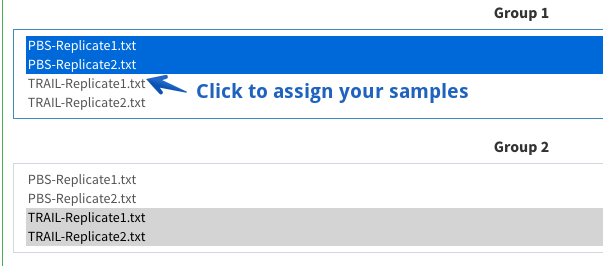 Group 1
PBS-Replicate1.txt
PBS-Replicate2.txt
TRAIL-Replicate1.txt
Click to assign your samples
TRAIL-Replicate2.txt
Group 2
PBS-Replicate1.txt
PBS-Replicate2.txt
TRAIL-Replicate1.txt
TRAIL-Replicate2.txt